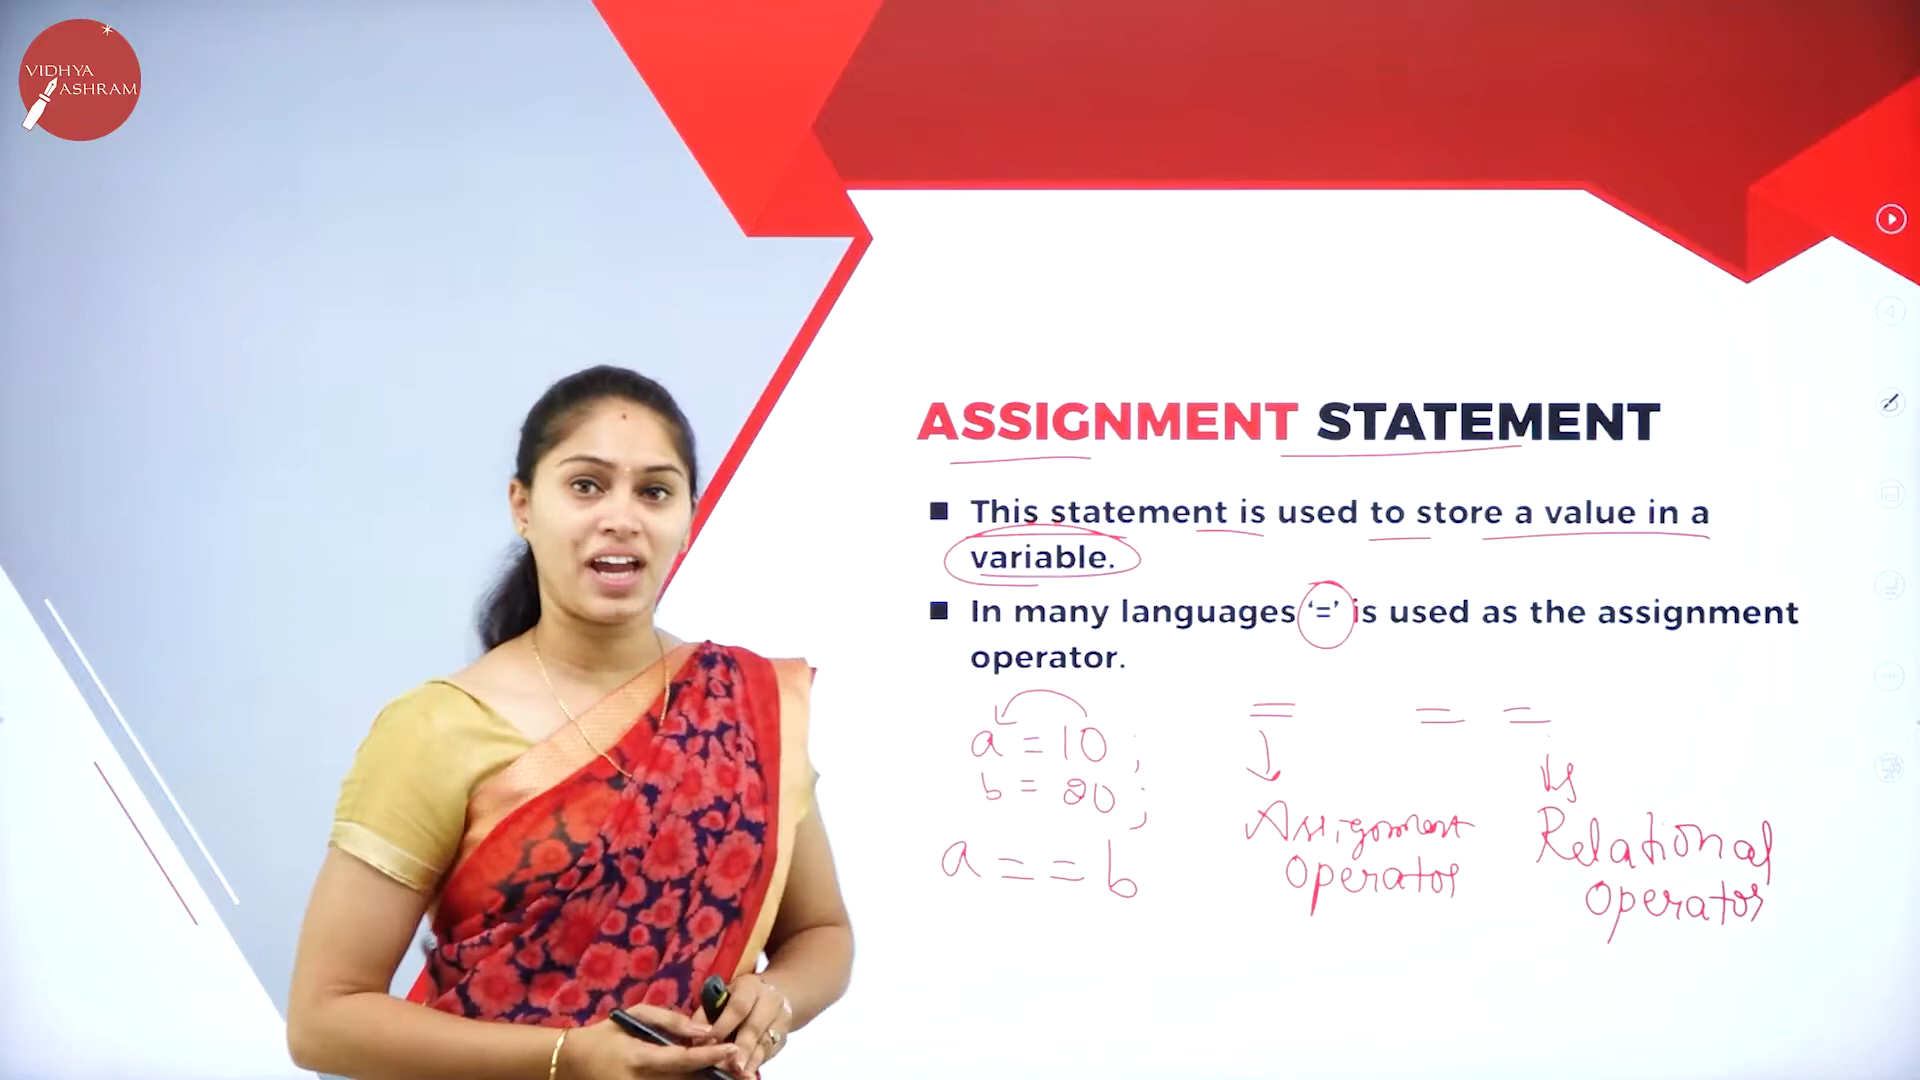 VIDHYA
ASHRAM
ASSIGNMENT STATEMENT
■ This statement is used to store a value in a
variable.
■ In many languages '=' is used as the assignment
operator.
a = 10 ;
b = 20 ;
a == b
=
Assignment
Operator
==
Relational
Operator